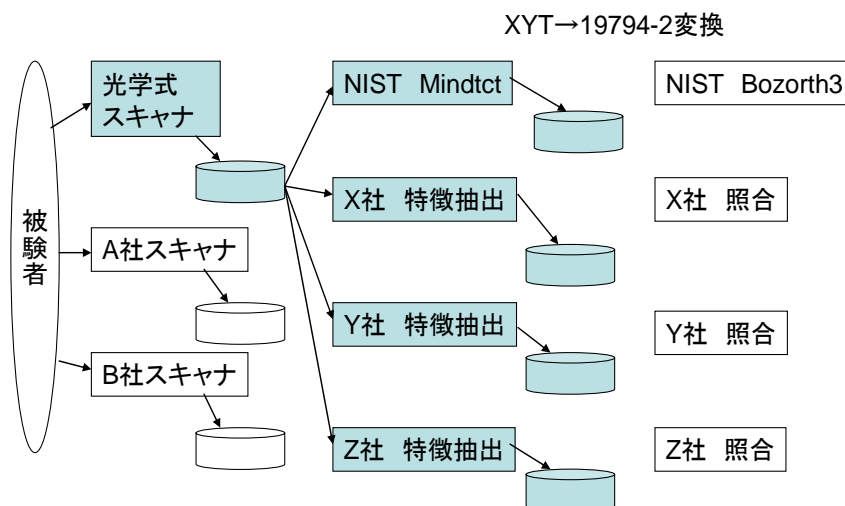 XYT→19794-2変換
被験者
光学式
スキャナ
A社スキャナ
B社スキャナ
NIST Mindtct
X社 特徴抽出
Y社 特徴抽出
Z社 特徴抽出
NIST Bozorth3
X社 照合
Y社 照合
Z社 照合